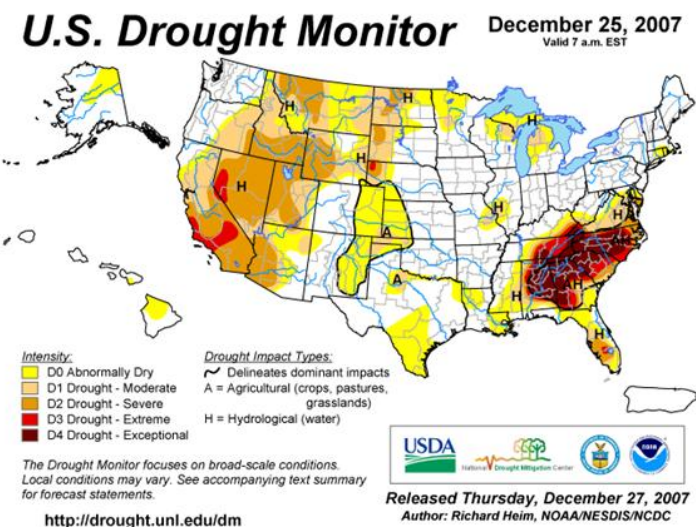 U.S. Drought Monitor
December 25, 2007
Valid 7 a.m. EST
H
H
H
H
H
H
H
A
A
H
AH
H
Intensity:
D0 Abnormally Dry
D1 Drought - Moderate
D2 Drought - Severe
D3 Drought - Extreme
D4 Drought - Exceptional
Drought Impact Types:
Delineates dominant impacts
A = Agricultural (crops, pastures,
grasslands)
H = Hydrological (water)
USDA
National Drought Mitigation Center
The Drought Monitor focuses on broad-scale conditions.
Local conditions may vary. See accompanying text summary
for forecast statements.
http://drought.unl.edu/dm
Released Thursday, December 27, 2007
Author: Richard Heim, NOAA/NESDIS/NCDC